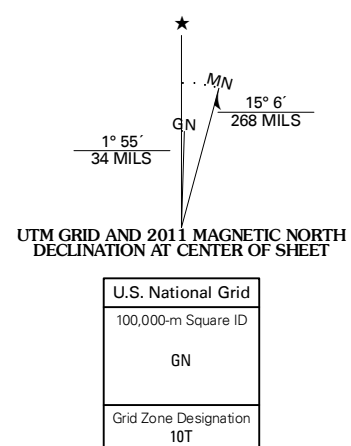 ★
MN
GN
15° 6´
268 MILS
1° 55´
34 MILS
UTM GRID AND 2011 MAGNETIC NORTH
DECLINATION AT CENTER OF SHEET
U.S. National Grid
100,000-m Square ID
GN
Grid Zone Designation
10T